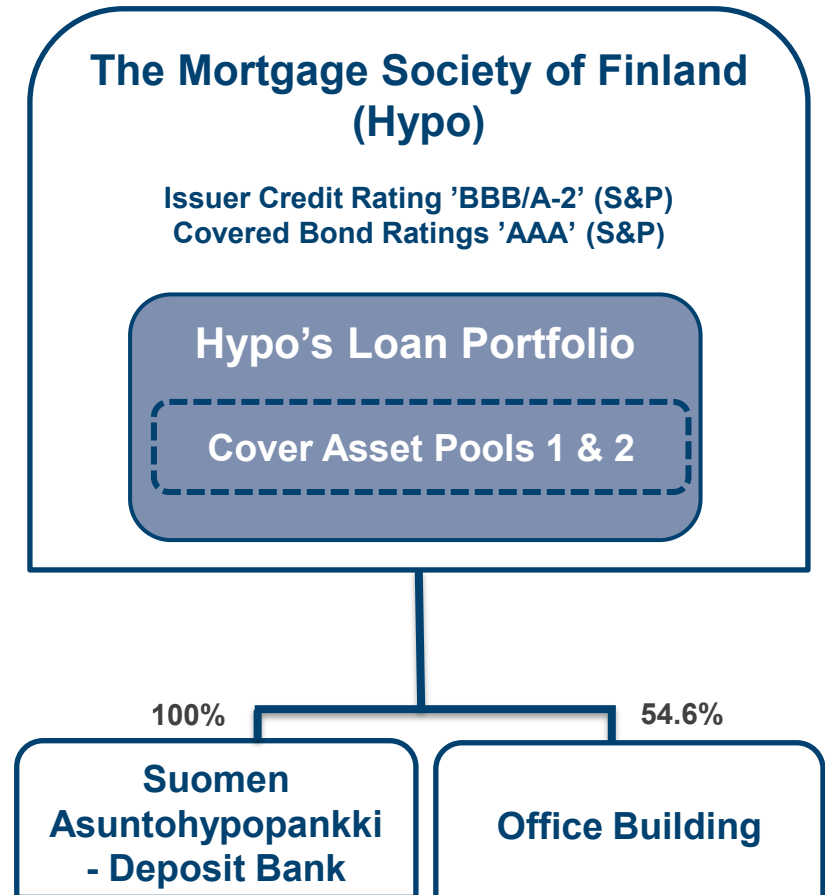 The Mortgage Society of Finland
(Hypo)
Issuer Credit Rating ’BBB/A-2’ (S&P)
Covered Bond Ratings ’AAA’ (S&P)
Hypo’s Loan Portfolio
Cover Asset Pools 1 & 2
100%
54.6%
Suomen
Asuntohypopankki
- Deposit Bank
Office Building